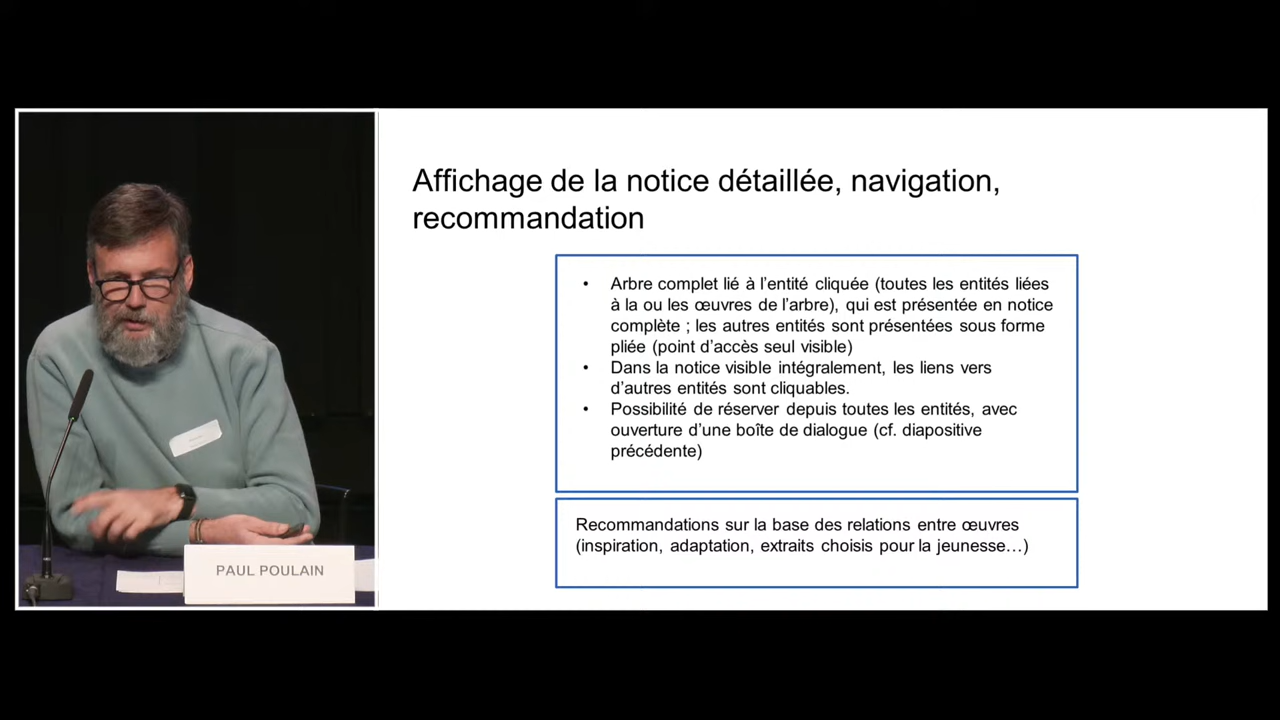 Affichage de la notice détaillée, navigation,
recommandation
• Arbre complet lié à l'entité cliquée (toutes les entités liées
à la ou les œuvres de l'arbre), qui est présentée en notice
complète ; les autres entités sont présentées sous forme
pliée (point d'accès seul visible)
• Dans la notice visible intégralement, les liens vers
d'autres entités sont cliquables.
• Possibilité de réserver depuis toutes les entités, avec
ouverture d'une boîte de dialogue (cf. diapositive
précédente)
Recommandations sur la base des relations entre œuvres
(inspiration, adaptation, extraits choisis pour la jeunesse…)
PAUL POULAIN